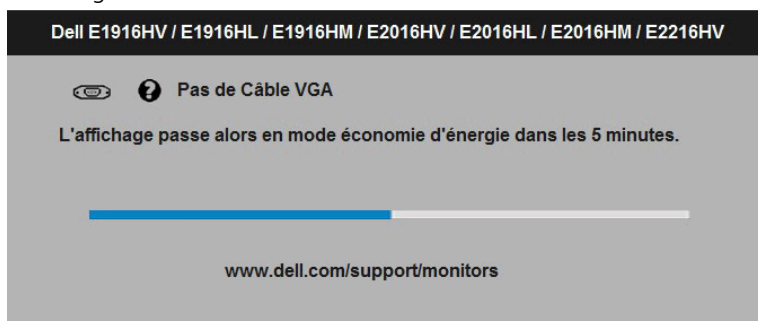 Dell E1916HV / E1916HL / E1916HM / E2016HV / E2016HL / E2016HM / E2216HV
Pas de Câble VGA
L'affichage passe alors en mode économie d'énergie dans les 5 minutes.
www.dell.com/support/monitors